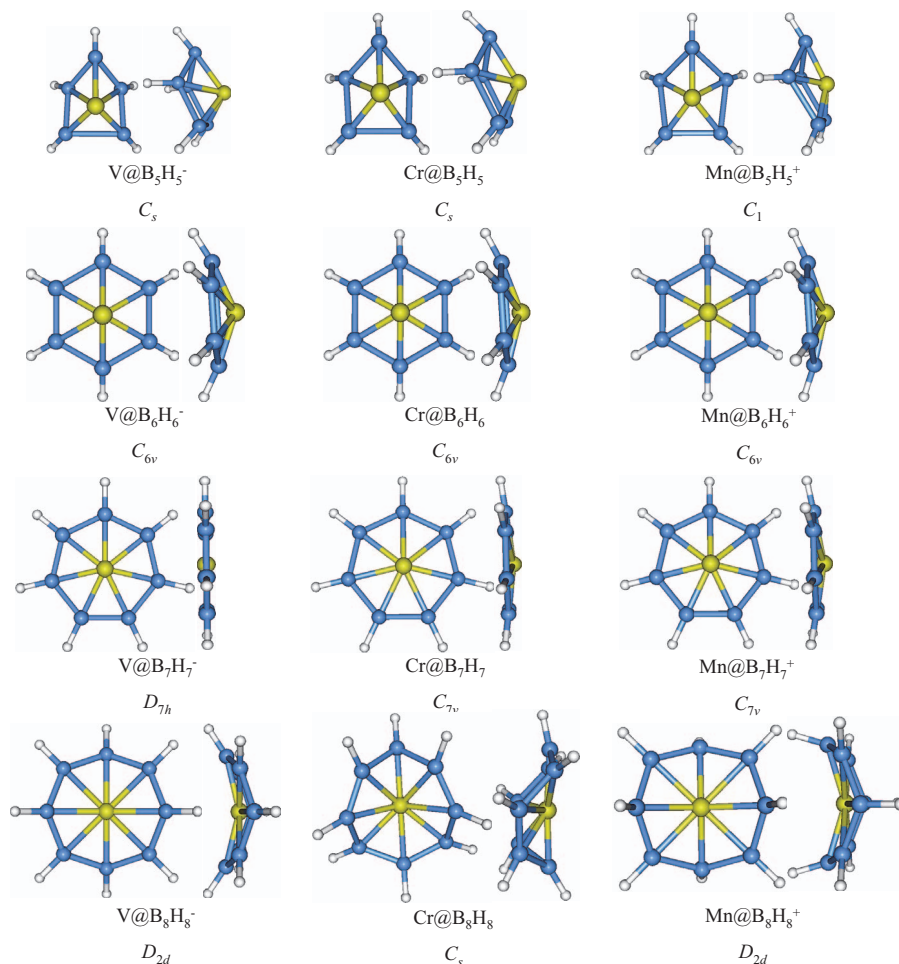 V@B₅H₅⁻ Cr@B₅H₅ Mn@B₅H₅⁺
Cₛ Cₛ C₁
V@B₆H₆⁻ Cr@B₆H₆ Mn@B₆H₆⁺
C₆ᵥ C₆ᵥ C₆ᵥ
V@B₇H₇⁻ Cr@B₇H₇ Mn@B₇H₇⁺
D₇ₕ C₇ᵥ C₇ᵥ
V@B₈H₈⁻ Cr@B₈H₈ Mn@B₈H₈⁺
D₂d Cₛ D₂d